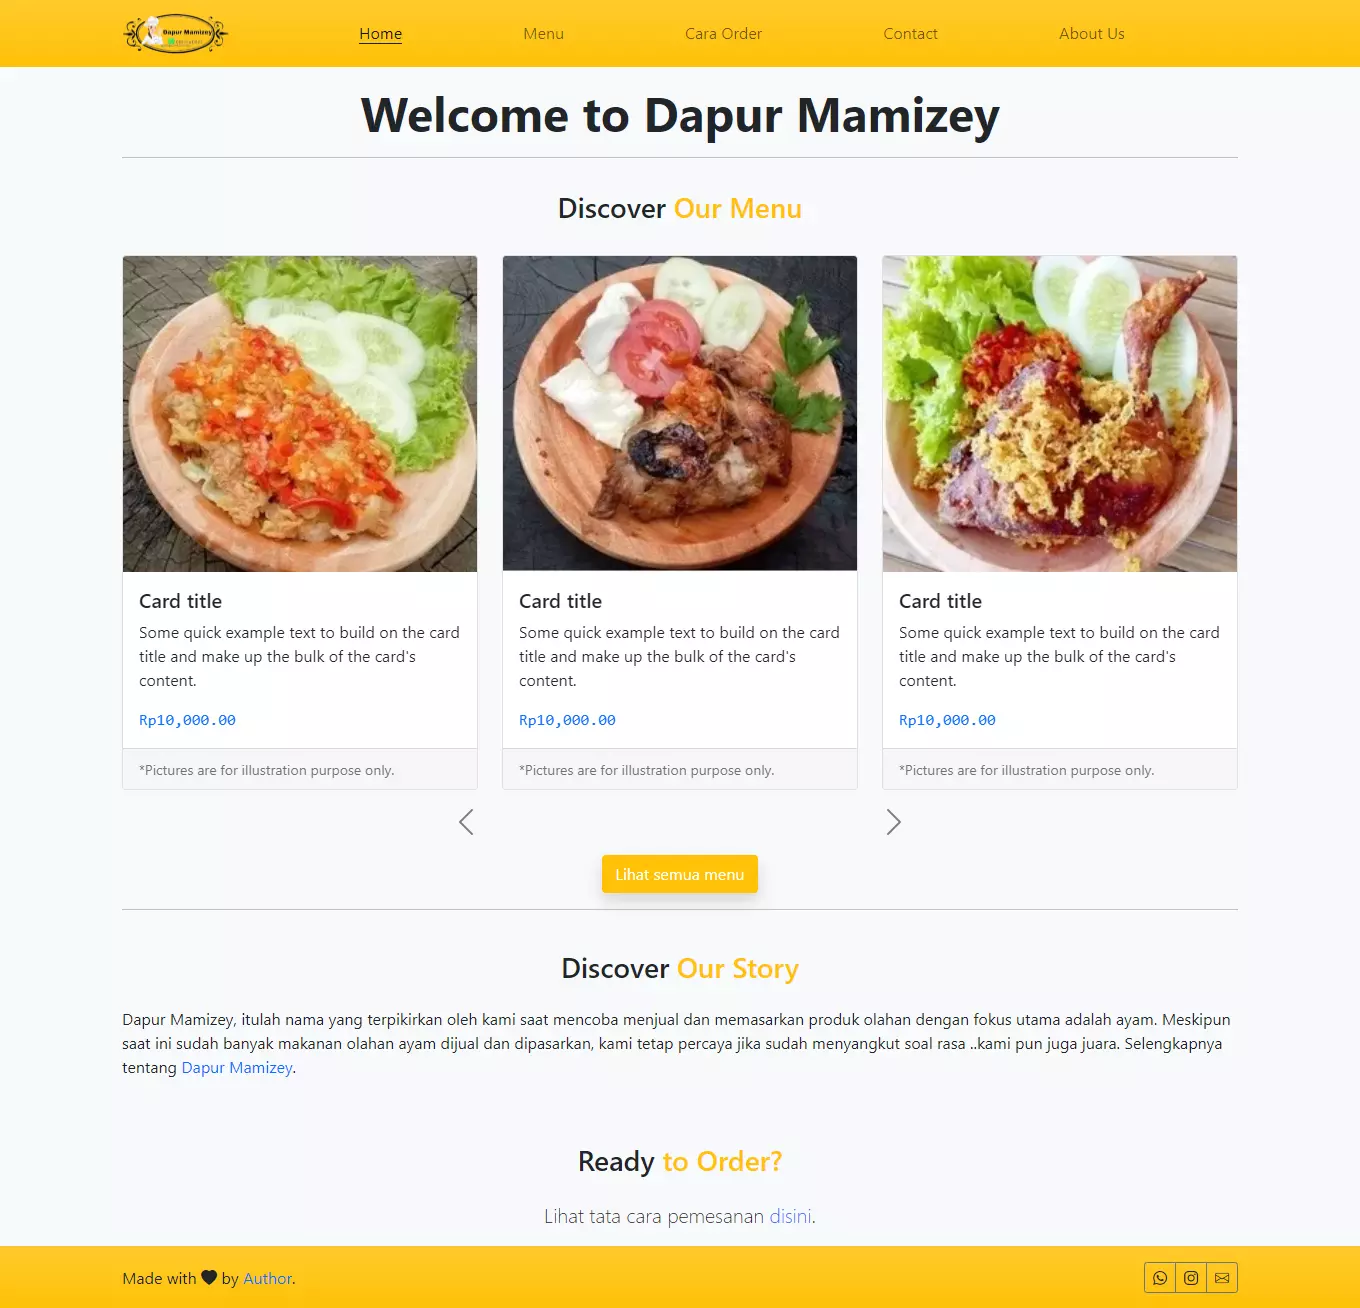 Dapur Mamizey
Home
Menu
Cara Order
Contact
About Us
Welcome to Dapur Mamizey
Discover Our Menu
Card title
Some quick example text to build on the card
title and make up the bulk of the card's
content.
Rp10,000.00
*Pictures are for illustration purpose only.
Card title
Some quick example text to build on the card
title and make up the bulk of the card's
content.
Rp10,000.00
*Pictures are for illustration purpose only.
Card title
Some quick example text to build on the card
title and make up the bulk of the card's
content.
Rp10,000.00
*Pictures are for illustration purpose only.
Lihat semua menu
Discover Our Story
Dapur Mamizey, itulah nama yang terpikirkan oleh kami saat mencoba menjual dan memasarkan produk olahan dengan fokus utama adalah ayam. Meskipun
saat ini sudah banyak makanan olahan ayam dijual dan dipasarkan, kami tetap percaya jika sudah menyangkut soal rasa ..kami pun juga juara. Selengkapnya
tentang Dapur Mamizey.
Ready to Order?
Lihat tata cara pemesanan disini.
Made with 🖤 by Author.